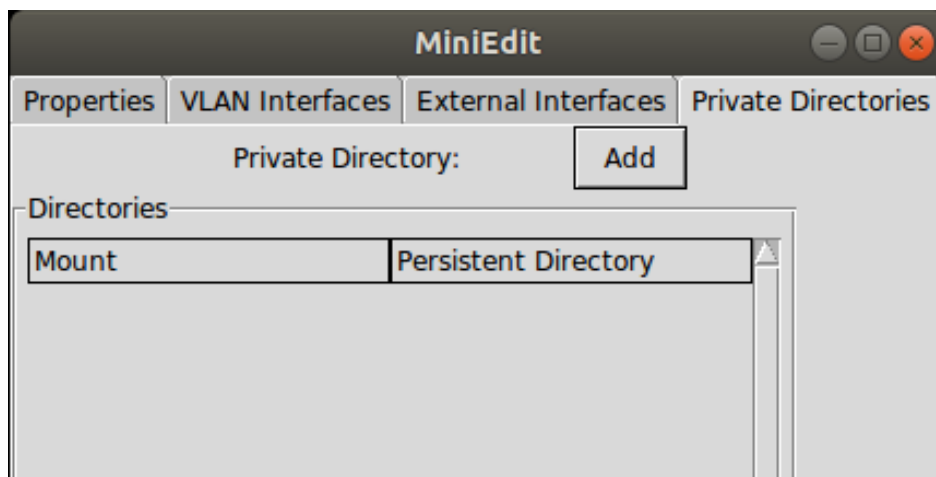 MiniEdit
Properties VLAN Interfaces External Interfaces Private Directories
Private Directory: Add
Directories
Mount Persistent Directory